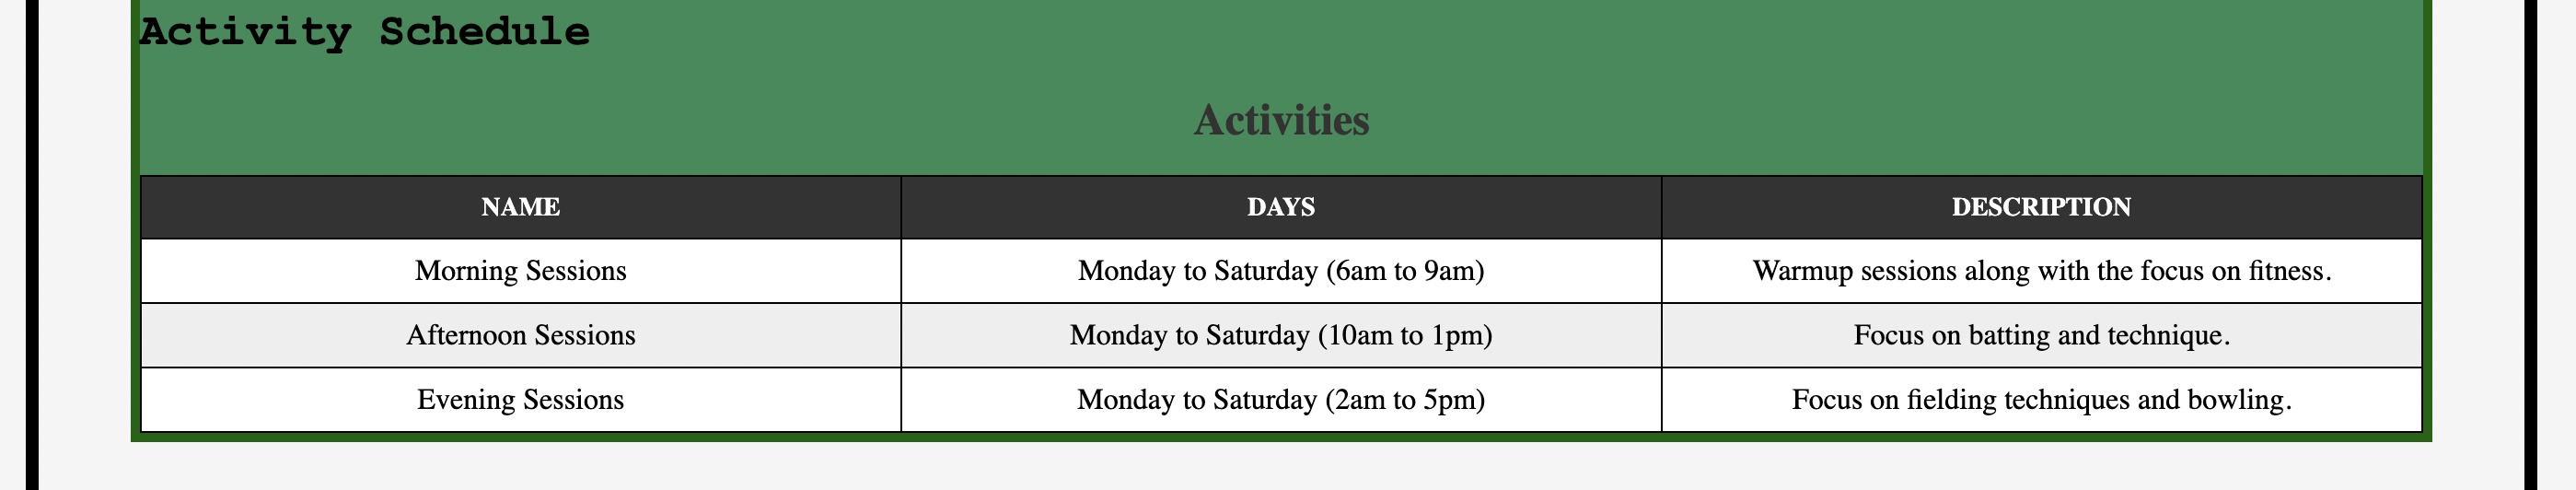 Activity Schedule
Activities
NAME DAYS DESCRIPTION
Morning Sessions Monday to Saturday (6am to 9am) Warmup sessions along with the focus on fitness.
Afternoon Sessions Monday to Saturday (10am to 1pm) Focus on batting and technique.
Evening Sessions Monday to Saturday (2am to 5pm) Focus on fielding techniques and bowling.